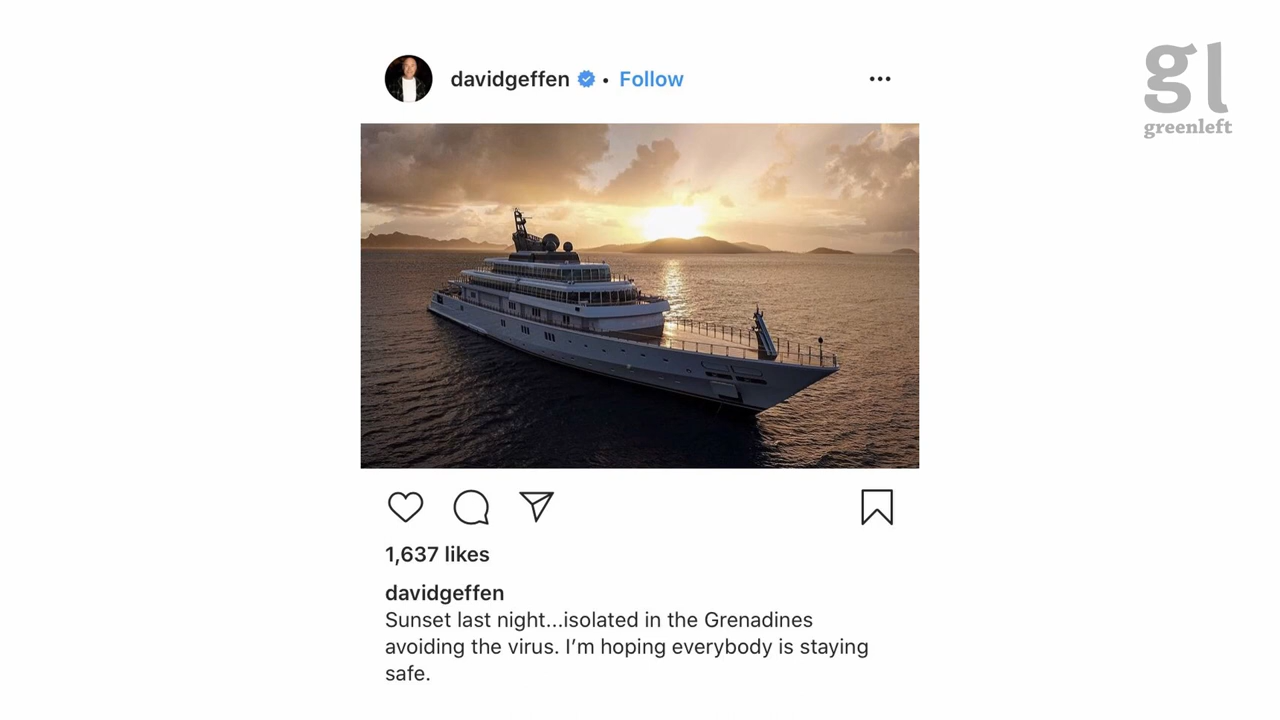 davidgeffen • Follow
gl
greenleft
1,637 likes
davidgeffen
Sunset last night...isolated in the Grenadines
avoiding the virus. I’m hoping everybody is staying
safe.